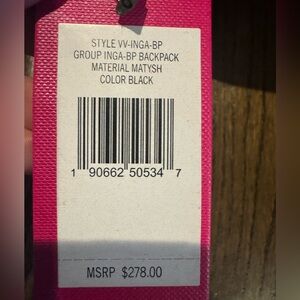 STYLE VV-INGA-BP
GROUP INGA-BP BACKPACK
MATERIAL MATYSH
COLOR BLACK
1 90662 50534 7
MSRP $278.00